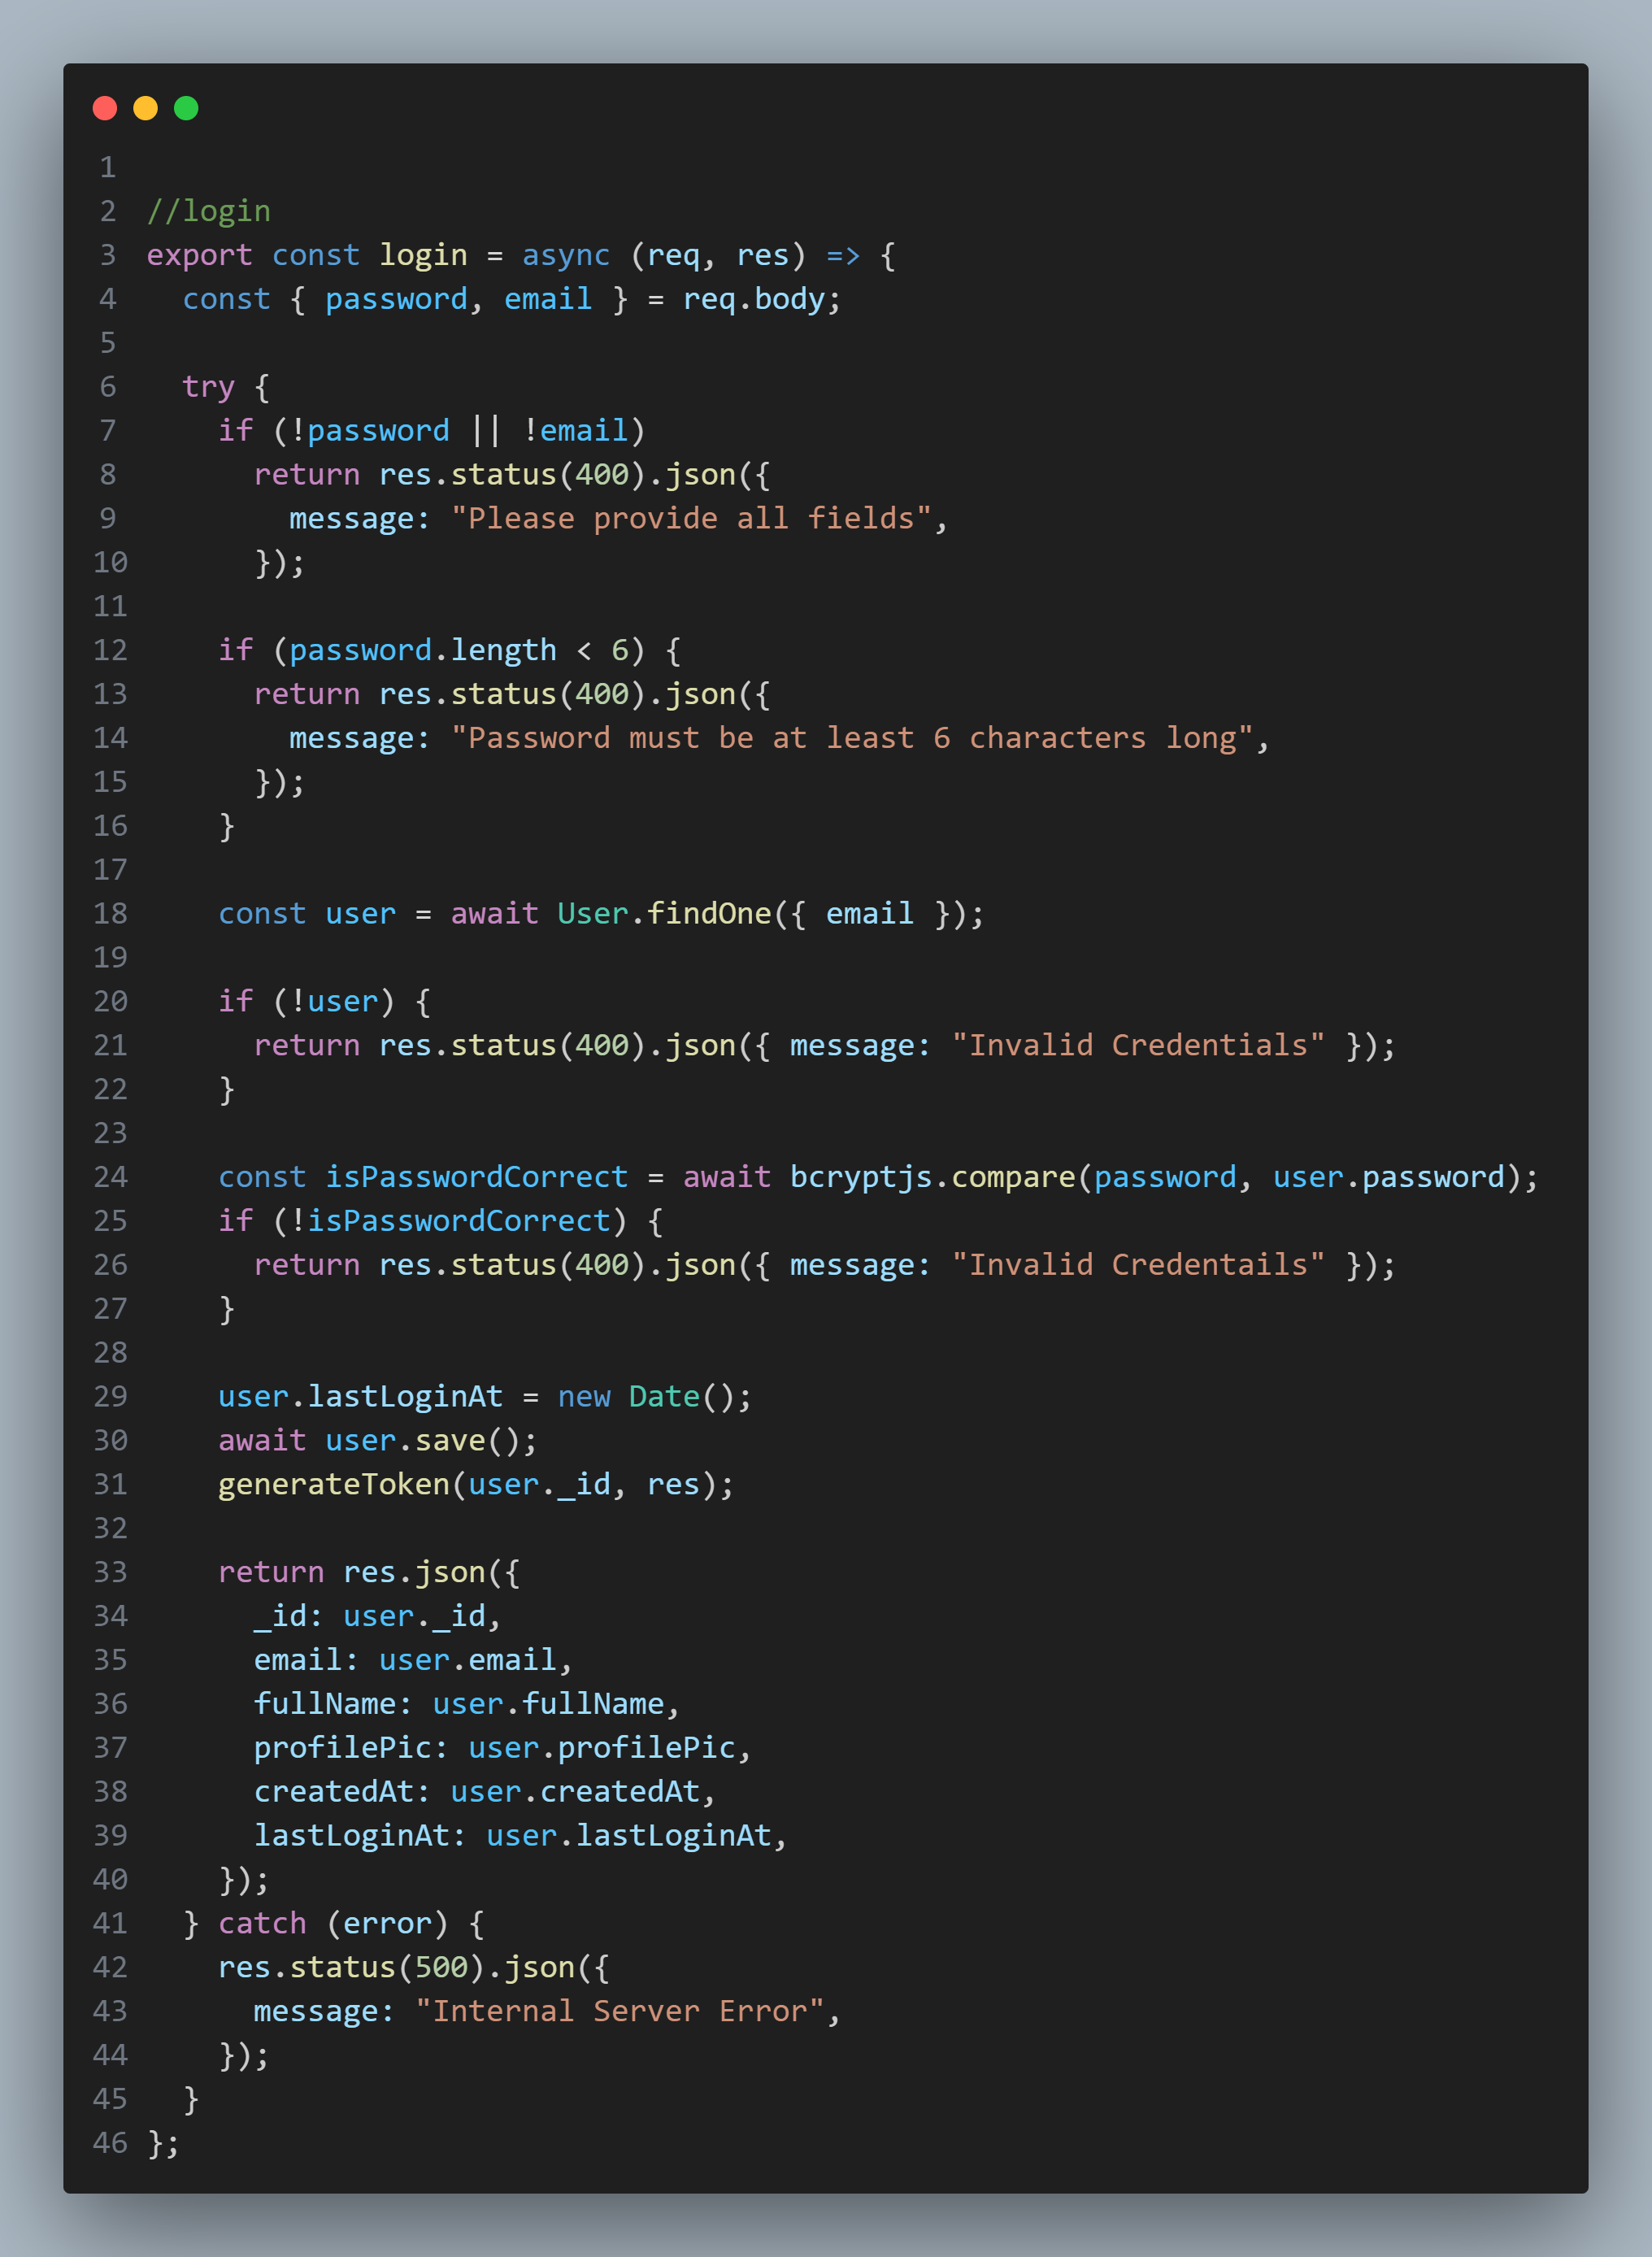 1
2 //login
3 export const login = async (req, res) => {
4   const { password, email } = req.body;
5
6   try {
7     if (!password || !email)
8       return res.status(400).json({
9         message: "Please provide all fields",
10       });
11
12     if (password.length < 6) {
13       return res.status(400).json({
14         message: "Password must be at least 6 characters long",
15       });
16     }
17
18     const user = await User.findOne({ email });
19
20     if (!user) {
21       return res.status(400).json({ message: "Invalid Credentials" });
22     }
23
24     const isPasswordCorrect = await bcryptjs.compare(password, user.password);
25     if (!isPasswordCorrect) {
26       return res.status(400).json({ message: "Invalid Credentails" });
27     }
28
29     user.lastLoginAt = new Date();
30     await user.save();
31     generateToken(user._id, res);
32
33     return res.json({
34       _id: user._id,
35       email: user.email,
36       fullName: user.fullName,
37       profilePic: user.profilePic,
38       createdAt: user.createdAt,
39       lastLoginAt: user.lastLoginAt,
40     });
41   } catch (error) {
42     res.status(500).json({
43       message: "Internal Server Error",
44     });
45   }
46 };